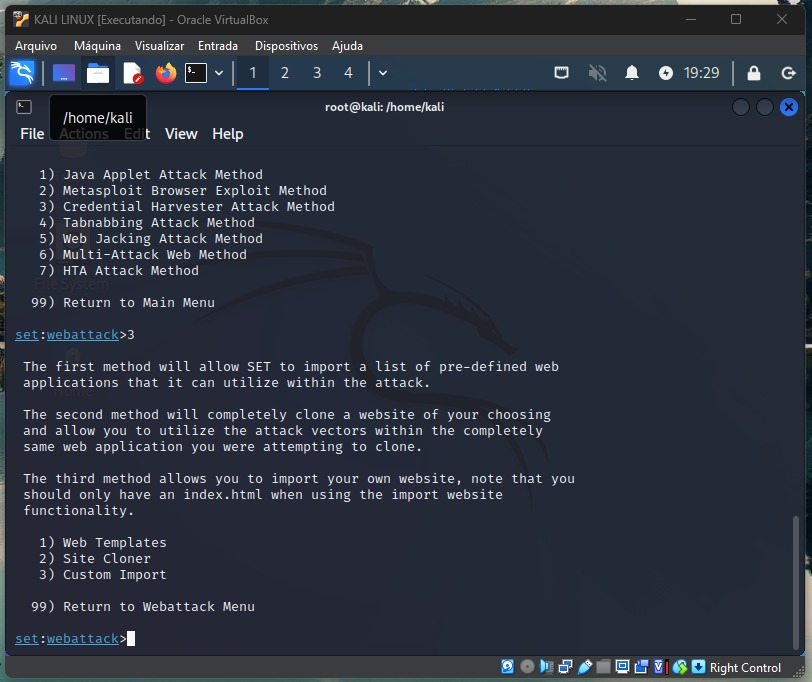 KALI LINUX [Executando] - Oracle VirtualBox
Arquivo Máquina Visualizar Entrada Dispositivos Ajuda
1 2 3 4 19:29
root@kali: /home/kali
/home/kali
File Actions Edit View Help
1) Java Applet Attack Method
2) Metasploit Browser Exploit Method
3) Credential Harvester Attack Method
4) Tabnabbing Attack Method
5) Web Jacking Attack Method
6) Multi-Attack Web Method
7) HTA Attack Method
File System
99) Return to Main Menu
set:webattack>3
The first method will allow SET to import a list of pre-defined web
applications that it can utilize within the attack.
Home
The second method will completely clone a website of your choosing
and allow you to utilize the attack vectors within the completely
same web application you were attempting to clone.
The third method allows you to import your own website, note that you
should only have an index.html when using the import website
functionality.
1) Web Templates
2) Site Cloner
3) Custom Import
99) Return to Webattack Menu
set:webattack>
Right Control